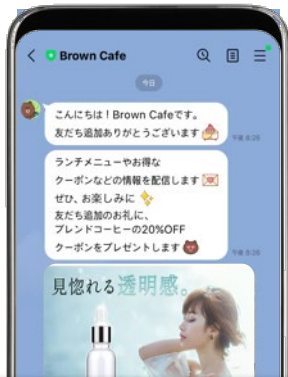 Brown Cafe
今日
こんにちは！Brown Cafeです。
友だち追加ありがとうございます
午後 8:26
ランチメニューやお得な
クーポンなどの情報を配信します
ぜひ、お楽しみに
友だち追加のお礼に、
ブレンドコーヒーの20%OFF
クーポンをプレゼントします
午後 8:26
見惚れる透明感。